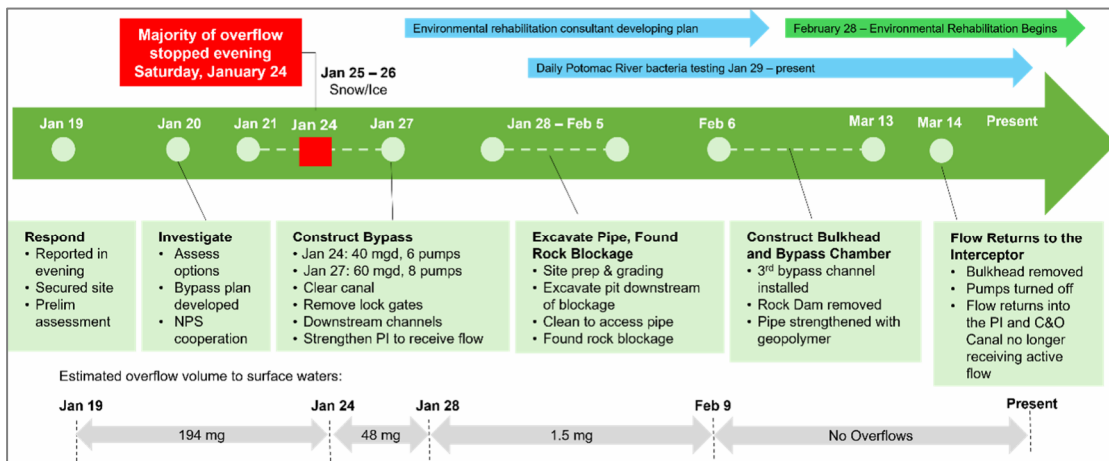 Majority of overflow
stopped evening
Saturday, January 24
Environmental rehabilitation consultant developing plan
February 28 – Environmental Rehabilitation Begins
Daily Potomac River bacteria testing Jan 29 – present
Jan 25 – 26
Snow/Ice
Jan 19
Jan 20
Jan 21
Jan 24
Jan 27
Jan 28 – Feb 5
Feb 6
Mar 13
Mar 14
Present
Respond
• Reported in
evening
• Secured site
• Prelim
assessment
Investigate
• Assess
options
• Bypass plan
developed
• NPS
cooperation
Construct Bypass
• Jan 24: 40 mgd, 6 pumps
• Jan 27: 60 mgd, 8 pumps
• Clear canal
• Remove lock gates
• Downstream channels
• Strengthen PI to receive flow
Excavate Pipe, Found
Rock Blockage
• Site prep & grading
• Excavate pit downstream
of blockage
• Clean to access pipe
• Found rock blockage
Construct Bulkhead
and Bypass Chamber
• 3rd bypass channel
installed
• Rock Dam removed
• Pipe strengthened with
geopolymer
Flow Returns to the
Interceptor
• Bulkhead removed
• Pumps turned off
• Flow returns into
the PI and C&O
Canal no longer
receiving active
flow
Estimated overflow volume to surface waters:
Jan 19
Jan 24
Jan 28
Feb 9
Present
194 mg
48 mg
1.5 mg
No Overflows